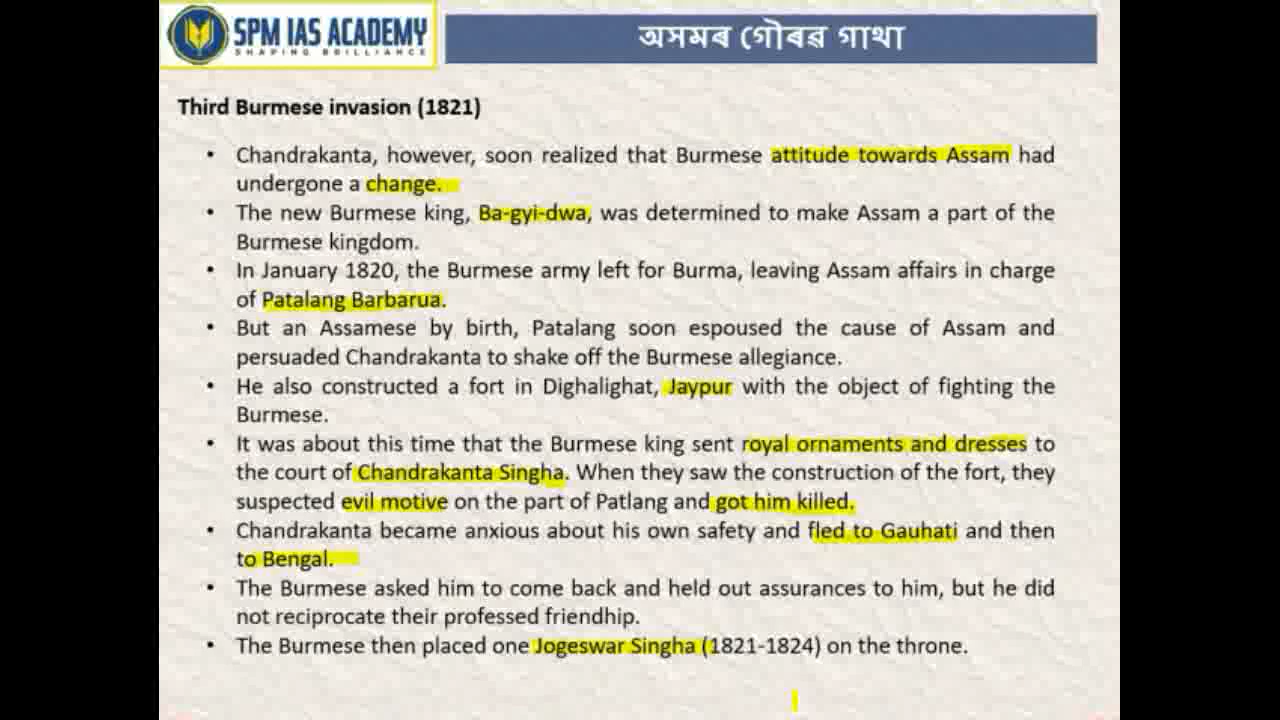 SPM IAS ACADEMY
SHAPING BRILLIANCE
অসমৰ গৌৰৱ গাথা
Third Burmese invasion (1821)
• Chandrakanta, however, soon realized that Burmese attitude towards Assam had
undergone a change.
• The new Burmese king, Ba-gyi-dwa, was determined to make Assam a part of the
Burmese kingdom.
• In January 1820, the Burmese army left for Burma, leaving Assam affairs in charge
of Patalang Barbarua.
• But an Assamese by birth, Patalang soon espoused the cause of Assam and
persuaded Chandrakanta to shake off the Burmese allegiance.
• He also constructed a fort in Dighalighat, Jaypur with the object of fighting the
Burmese.
• It was about this time that the Burmese king sent royal ornaments and dresses to
the court of Chandrakanta Singha. When they saw the construction of the fort, they
suspected evil motive on the part of Patlang and got him killed.
• Chandrakanta became anxious about his own safety and fled to Gauhati and then
to Bengal.
• The Burmese asked him to come back and held out assurances to him, but he did
not reciprocate their professed friendhip.
• The Burmese then placed one Jogeswar Singha (1821-1824) on the throne.